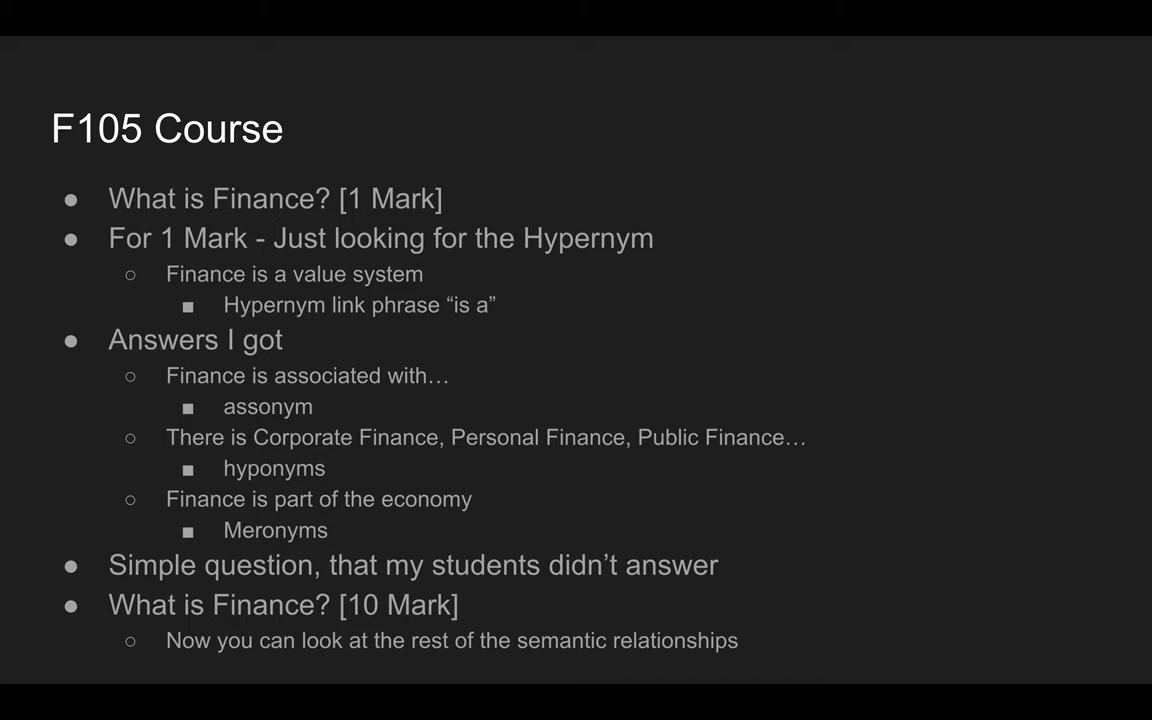 F105 Course
● What is Finance? [1 Mark]
● For 1 Mark - Just looking for the Hypernym
○ Finance is a value system
■ Hypernym link phrase “is a”
● Answers I got
○ Finance is associated with…
■ assonym
○ There is Corporate Finance, Personal Finance, Public Finance…
■ hyponyms
○ Finance is part of the economy
■ Meronyms
● Simple question, that my students didn’t answer
● What is Finance? [10 Mark]
○ Now you can look at the rest of the semantic relationships